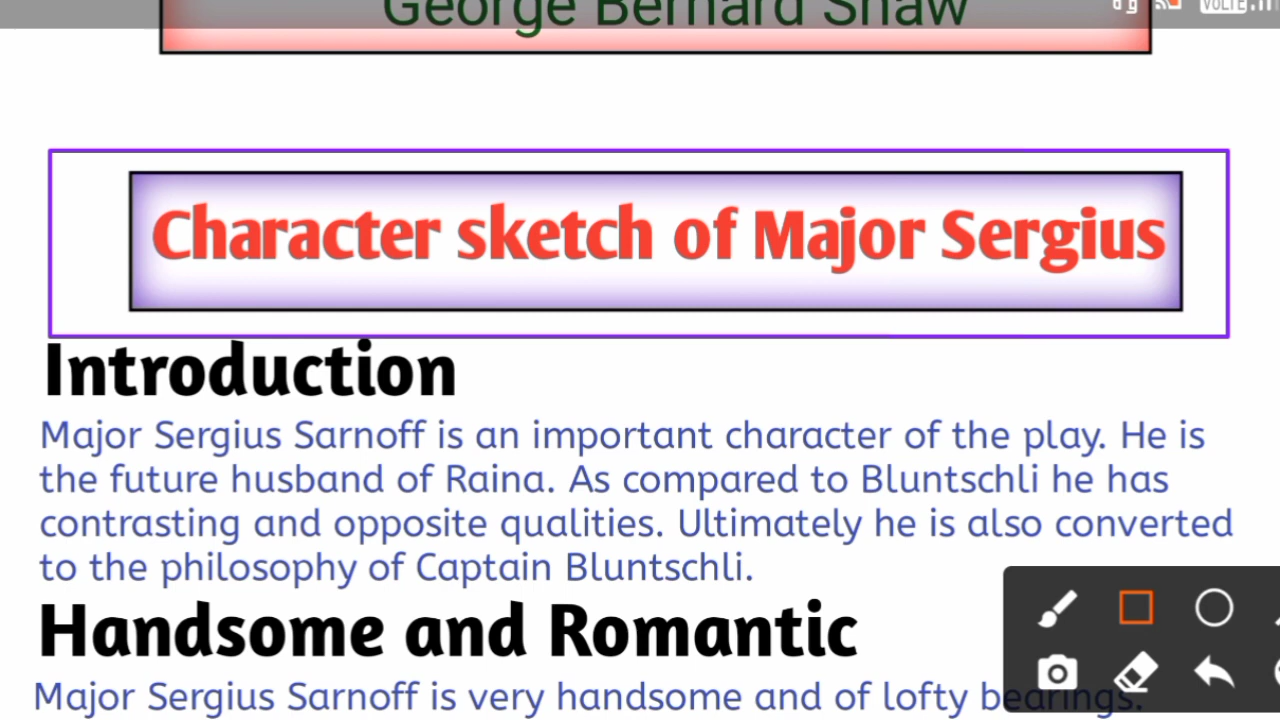 George Bernard Shaw
VOLTE
Character sketch of Major Sergius
Introduction
Major Sergius Sarnoff is an important character of the play. He is
the future husband of Raina. As compared to Bluntschli he has
contrasting and opposite qualities. Ultimately he is also converted
to the philosophy of Captain Bluntschli.
Handsome and Romantic
Major Sergius Sarnoff is very handsome and of lofty bearings.